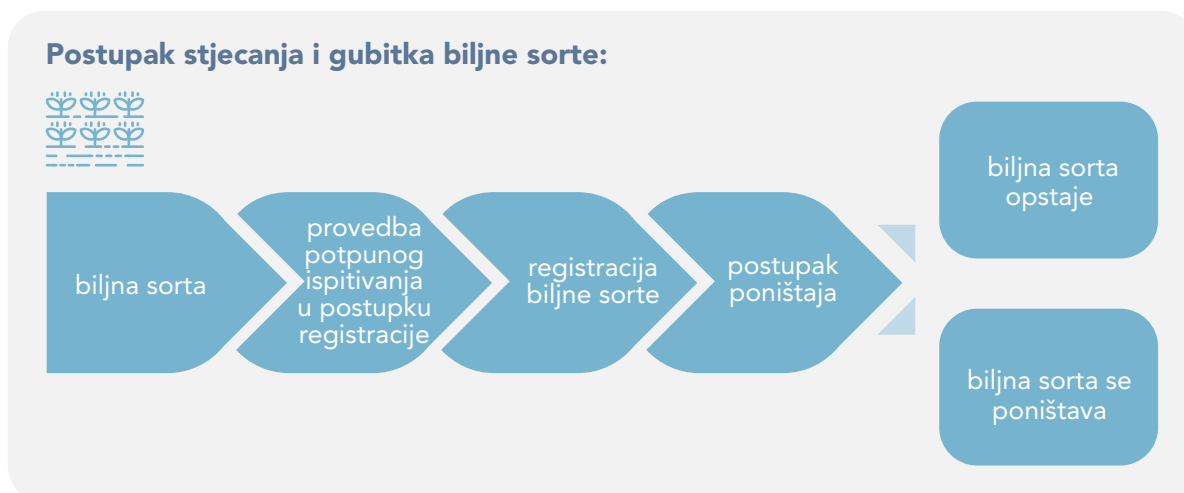 Postupak stjecanja i gubitka biljne sorte:
biljna sorta
provedba
potpunog
ispitivanja
u postupku
registracije
registracija
biljne sorte
postupak
poništaja
biljna sorta
opstaje
biljna sorta se
poništava